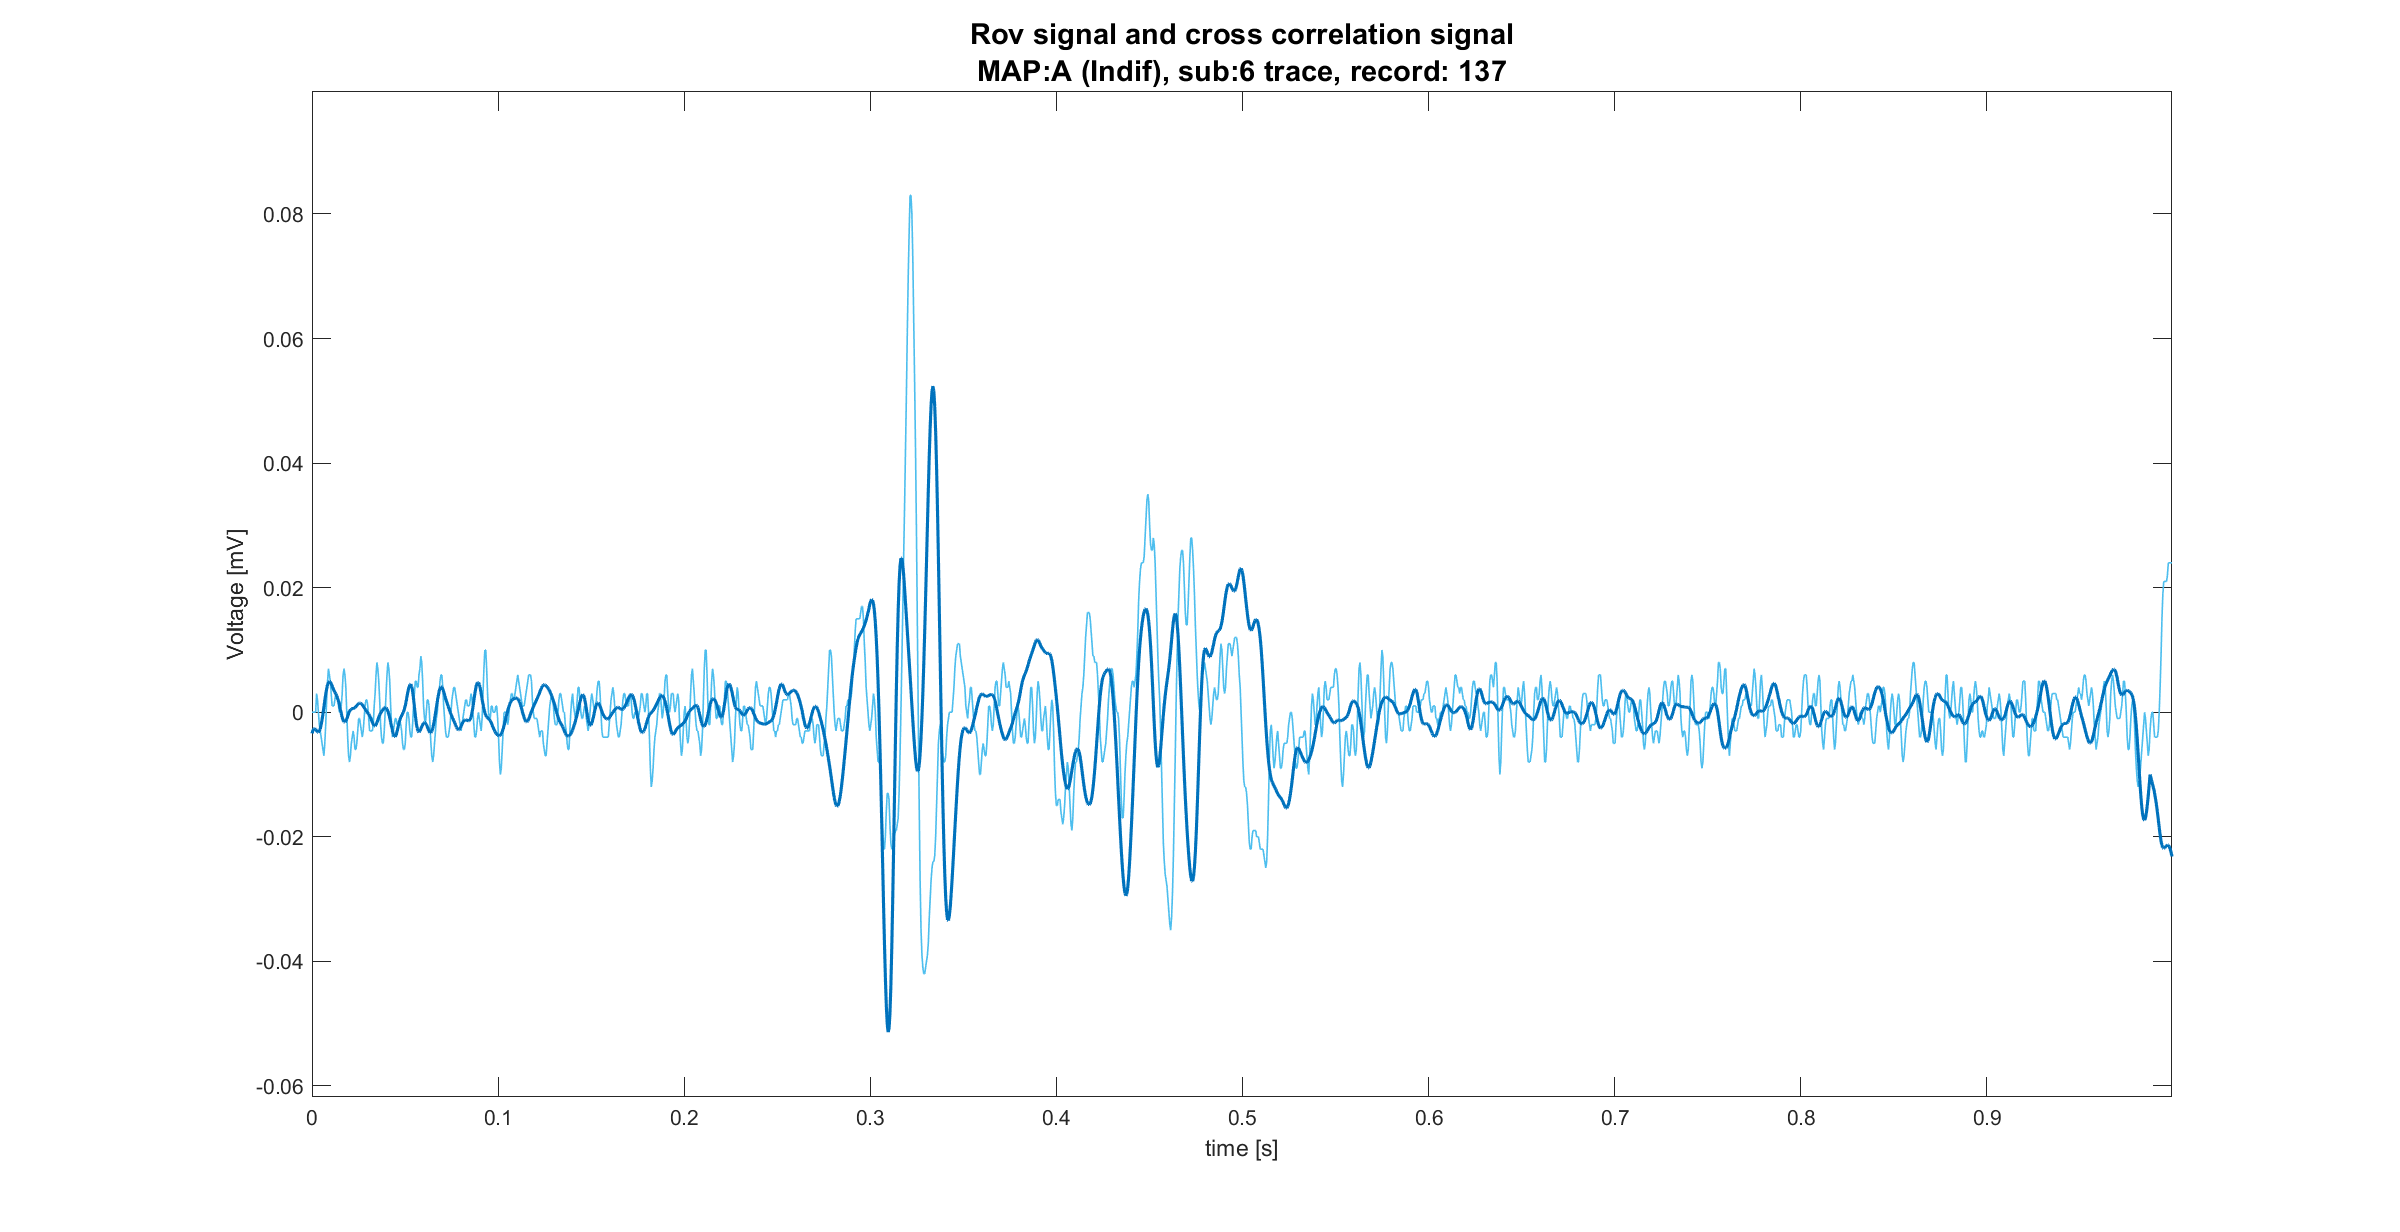 Rov signal and cross correlation signal
MAP:A (Indif), sub:6 trace, record: 137
0.08
0.06
0.04
0.02
0
-0.02
-0.04
-0.06
Voltage [mV]
0 0.1 0.2 0.3 0.4 0.5 0.6 0.7 0.8 0.9
time [s]